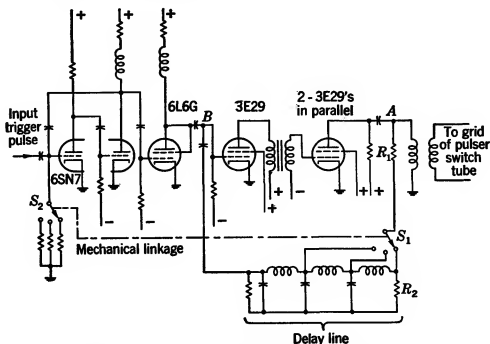 + + +
6L6G
B
3E29
2 - 3E29's
in parallel
A
Input
trigger
pulse
6SN7
R1
To grid
of pulser
switch
tube
- - - + - + +
S2
Mechanical linkage
S1
R2
Delay line